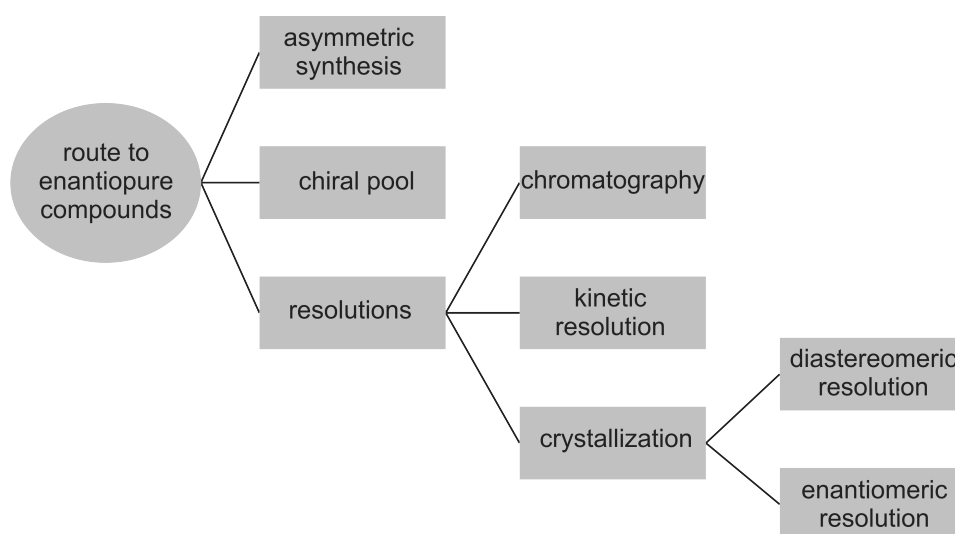 asymmetric
synthesis
route to
enantiopure
compounds
chiral pool
chromatography
resolutions
kinetic
resolution
diastereomeric
resolution
crystallization
enantiomeric
resolution